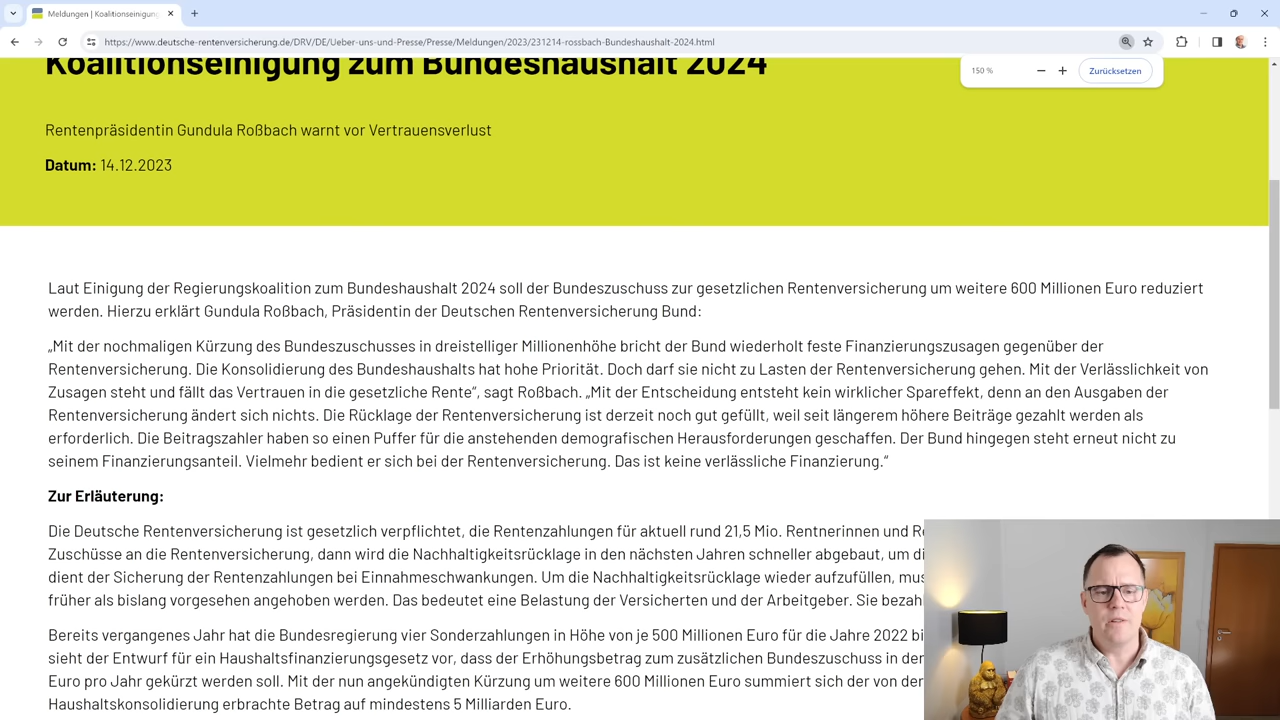 Meldungen | Koalitionseinigung
https://www.deutsche-rentenversicherung.de/DRV/DE/Ueber-uns-und-Presse/Presse/Meldungen/2023/231214-rossbach-Bundeshaushalt-2024.html
Koalitionseinigung zum Bundeshaushalt 2024
150 %
Zurücksetzen
Rentenpräsidentin Gundula Roßbach warnt vor Vertrauensverlust
Datum: 14.12.2023
Laut Einigung der Regierungskoalition zum Bundeshaushalt 2024 soll der Bundeszuschuss zur gesetzlichen Rentenversicherung um weitere 600 Millionen Euro reduziert
werden. Hierzu erklärt Gundula Roßbach, Präsidentin der Deutschen Rentenversicherung Bund:
„Mit der nochmaligen Kürzung des Bundeszuschusses in dreistelliger Millionenhöhe bricht der Bund wiederholt feste Finanzierungszusagen gegenüber der
Rentenversicherung. Die Konsolidierung des Bundeshaushalts hat hohe Priorität. Doch darf sie nicht zu Lasten der Rentenversicherung gehen. Mit der Verlässlichkeit von
Zusagen steht und fällt das Vertrauen in die gesetzliche Rente“, sagt Roßbach. „Mit der Entscheidung entsteht kein wirklicher Spareffekt, denn an den Ausgaben der
Rentenversicherung ändert sich nichts. Die Rücklage der Rentenversicherung ist derzeit noch gut gefüllt, weil seit längerem höhere Beiträge gezahlt werden als
erforderlich. Die Beitragszahler haben so einen Puffer für die anstehenden demografischen Herausforderungen geschaffen. Der Bund hingegen steht erneut nicht zu
seinem Finanzierungsanteil. Vielmehr bedient er sich bei der Rentenversicherung. Das ist keine verlässliche Finanzierung.“
Zur Erläuterung:
Die Deutsche Rentenversicherung ist gesetzlich verpflichtet, die Rentenzahlungen für aktuell rund 21,5 Mio. Rentnerinnen und
Zuschüsse an die Rentenversicherung, dann wird die Nachhaltigkeitsrücklage in den nächsten Jahren schneller abgebaut, um
dient der Sicherung der Rentenzahlungen bei Einnahmeschwankungen. Um die Nachhaltigkeitsrücklage wieder aufzufüllen,
früher als bislang vorgesehen angehoben werden. Das bedeutet eine Belastung der Versicherten und der Arbeitgeber. Sie
Bereits vergangenes Jahr hat die Bundesregierung vier Sonderzahlungen in Höhe von je 500 Millionen Euro für die Jahre 2022
sieht der Entwurf für ein Haushaltsfinanzierungsgesetz vor, dass der Erhöhungsbetrag zum zusätzlichen Bundeszuschuss in
Euro pro Jahr gekürzt werden soll. Mit der nun angekündigten Kürzung um weitere 600 Millionen Euro summiert sich der von
Haushaltskonsolidierung erbrachte Betrag auf mindestens 5 Milliarden Euro.